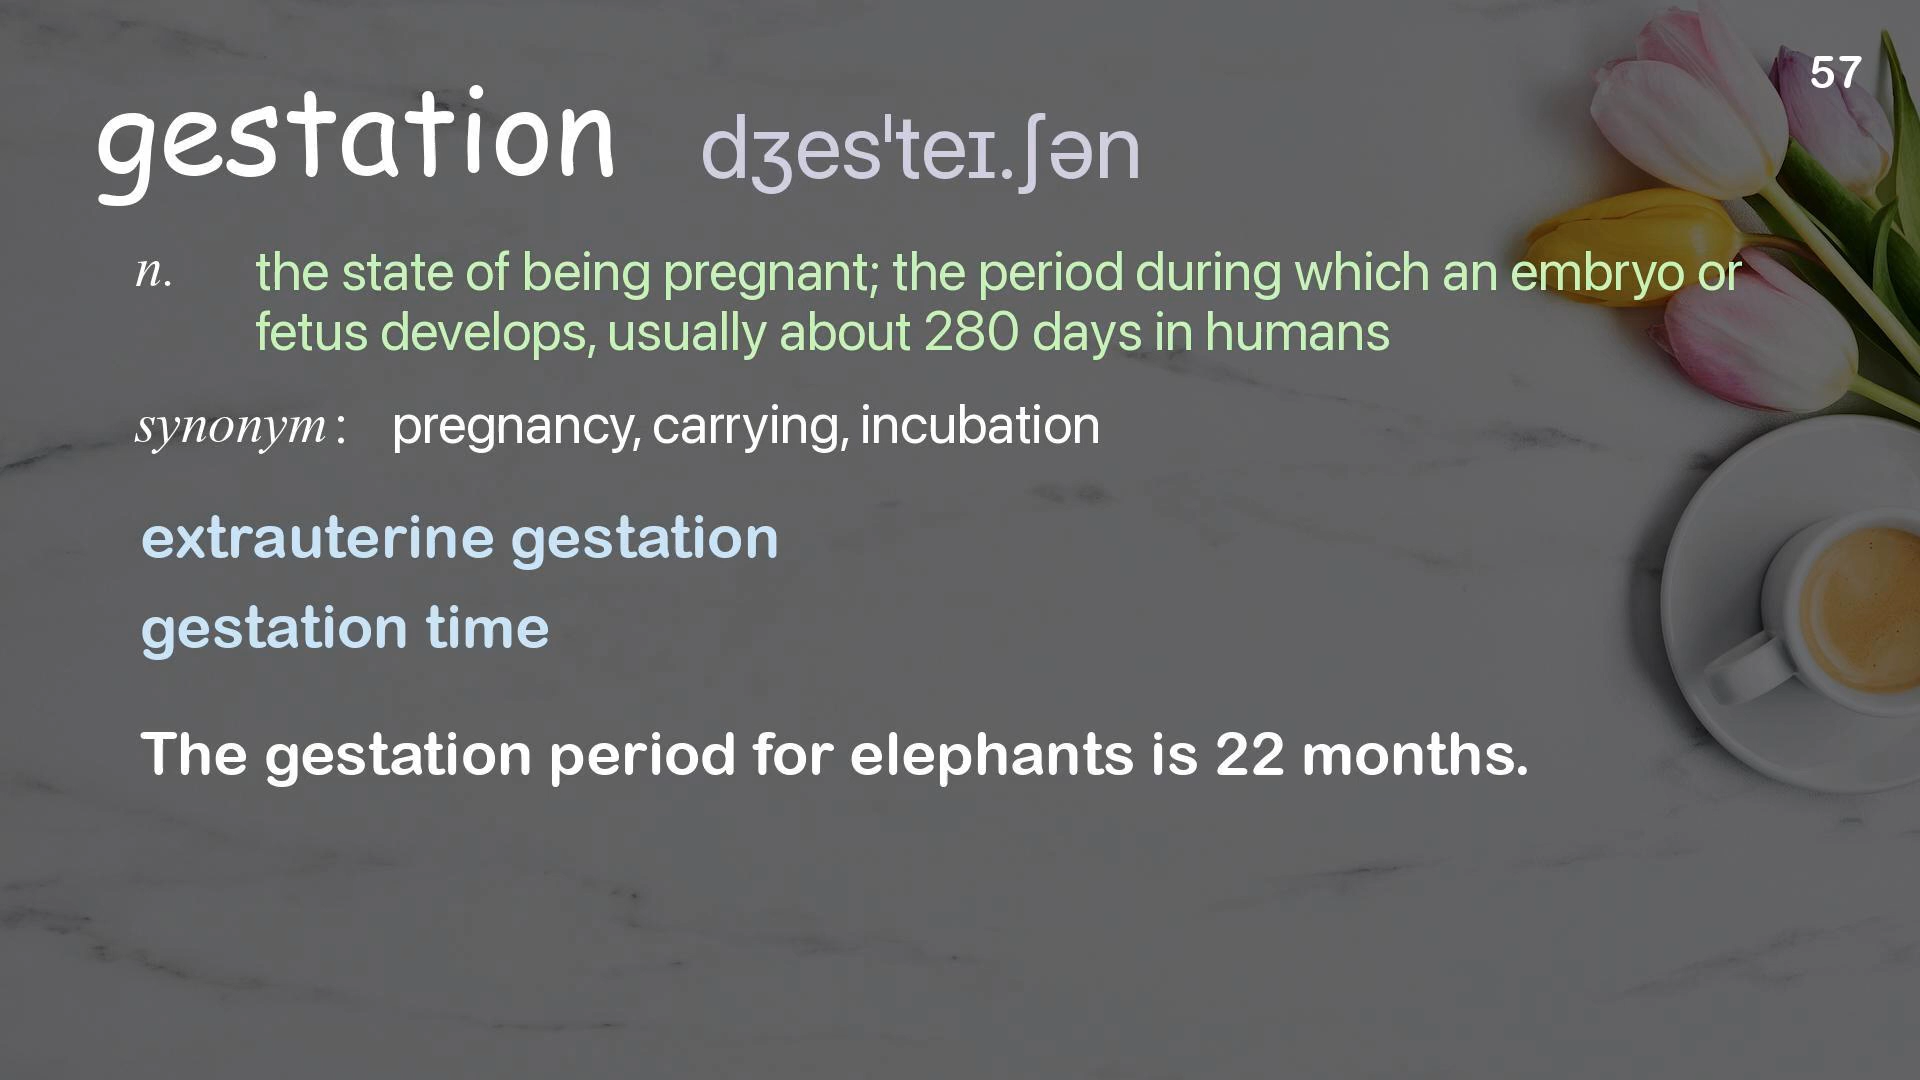 57
gestation dʒesˈteɪ.ʃən
n. the state of being pregnant; the period during which an embryo or
fetus develops, usually about 280 days in humans
synonym : pregnancy, carrying, incubation
extrauterine gestation
gestation time
The gestation period for elephants is 22 months.